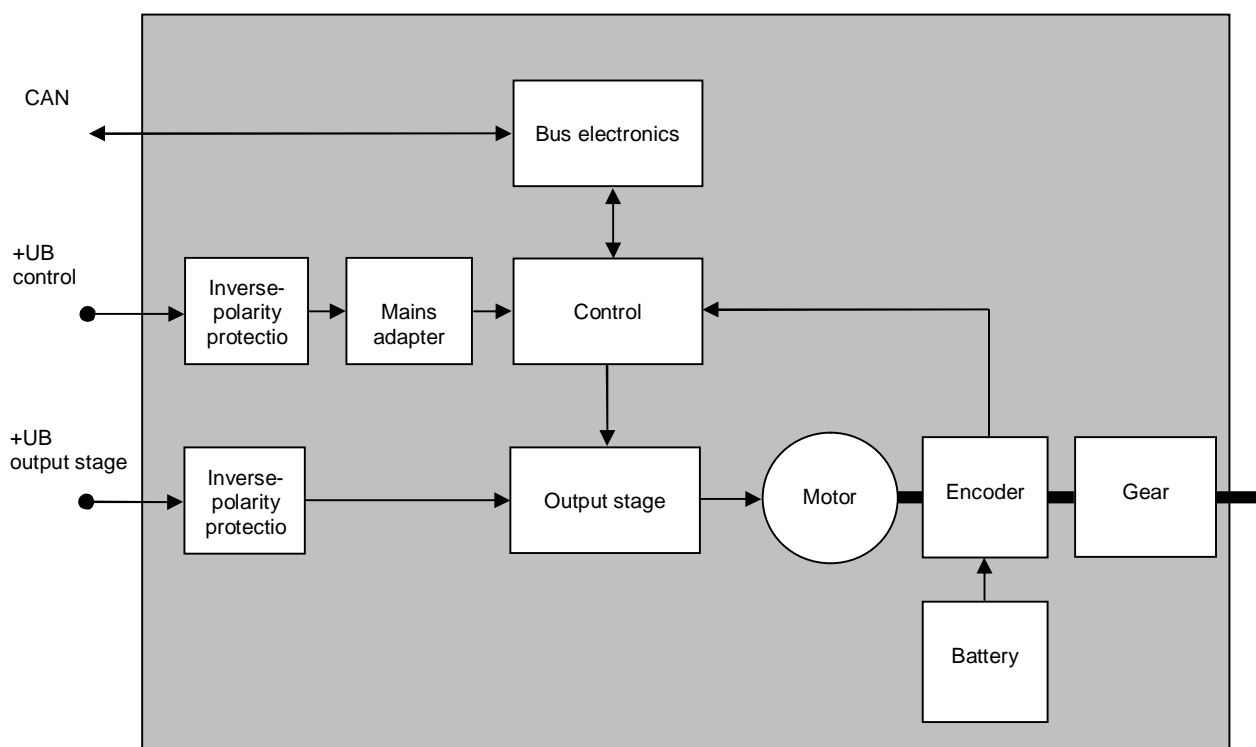 CAN
Bus electronics
+UB
control
Inverse-
polarity
protectio
Mains
adapter
Control
+UB
output stage
Inverse-
polarity
protectio
Output stage
Motor
Encoder
Gear
Battery